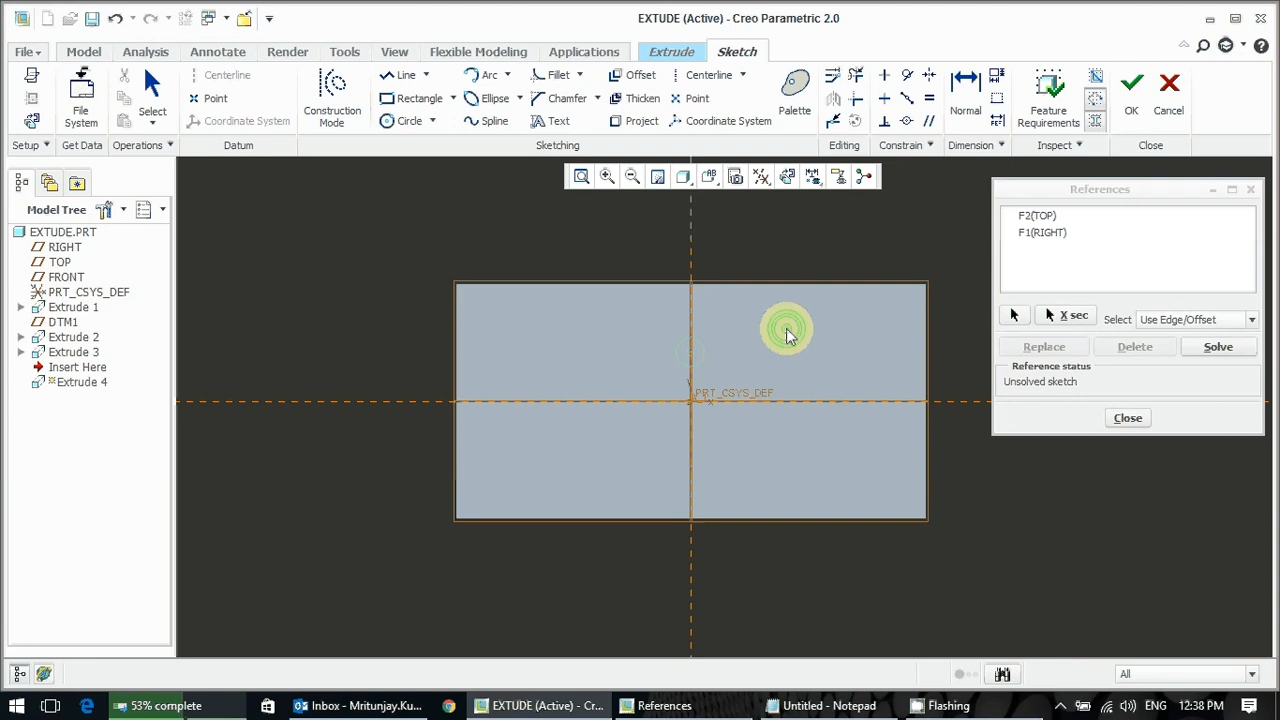 EXTUDE (Active) - Creo Parametric 2.0
File Model Analysis Annotate Render Tools View Flexible Modeling Applications Extrude Sketch
Centerline
Point
Coordinate System
File System
Select
Construction Mode
Line Arc Fillet Offset Centerline
Rectangle Ellipse Chamfer Thicken Point
Circle Spline Text Project Coordinate System
Palette
Normal
Feature Requirements
OK
Cancel
Setup Get Data Operations Datum Sketching Editing Constrain Dimension Inspect Close
Model Tree
EXTUDE.PRT
RIGHT
TOP
FRONT
PRT_CSYS_DEF
Extrude 1
DTM1
Extrude 2
Extrude 3
Insert Here
Extrude 4
PRT_CSYS_DEF
X
References
F2(TOP)
F1(RIGHT)
X sec Select Use Edge/Offset
Replace Delete Solve
Reference status
Unsolved sketch
Close
All
53% complete
Inbox - Mritunjay.Ku...
EXTUDE (Active) - Cr...
References
Untitled - Notepad
Flashing
ENG
12:38 PM